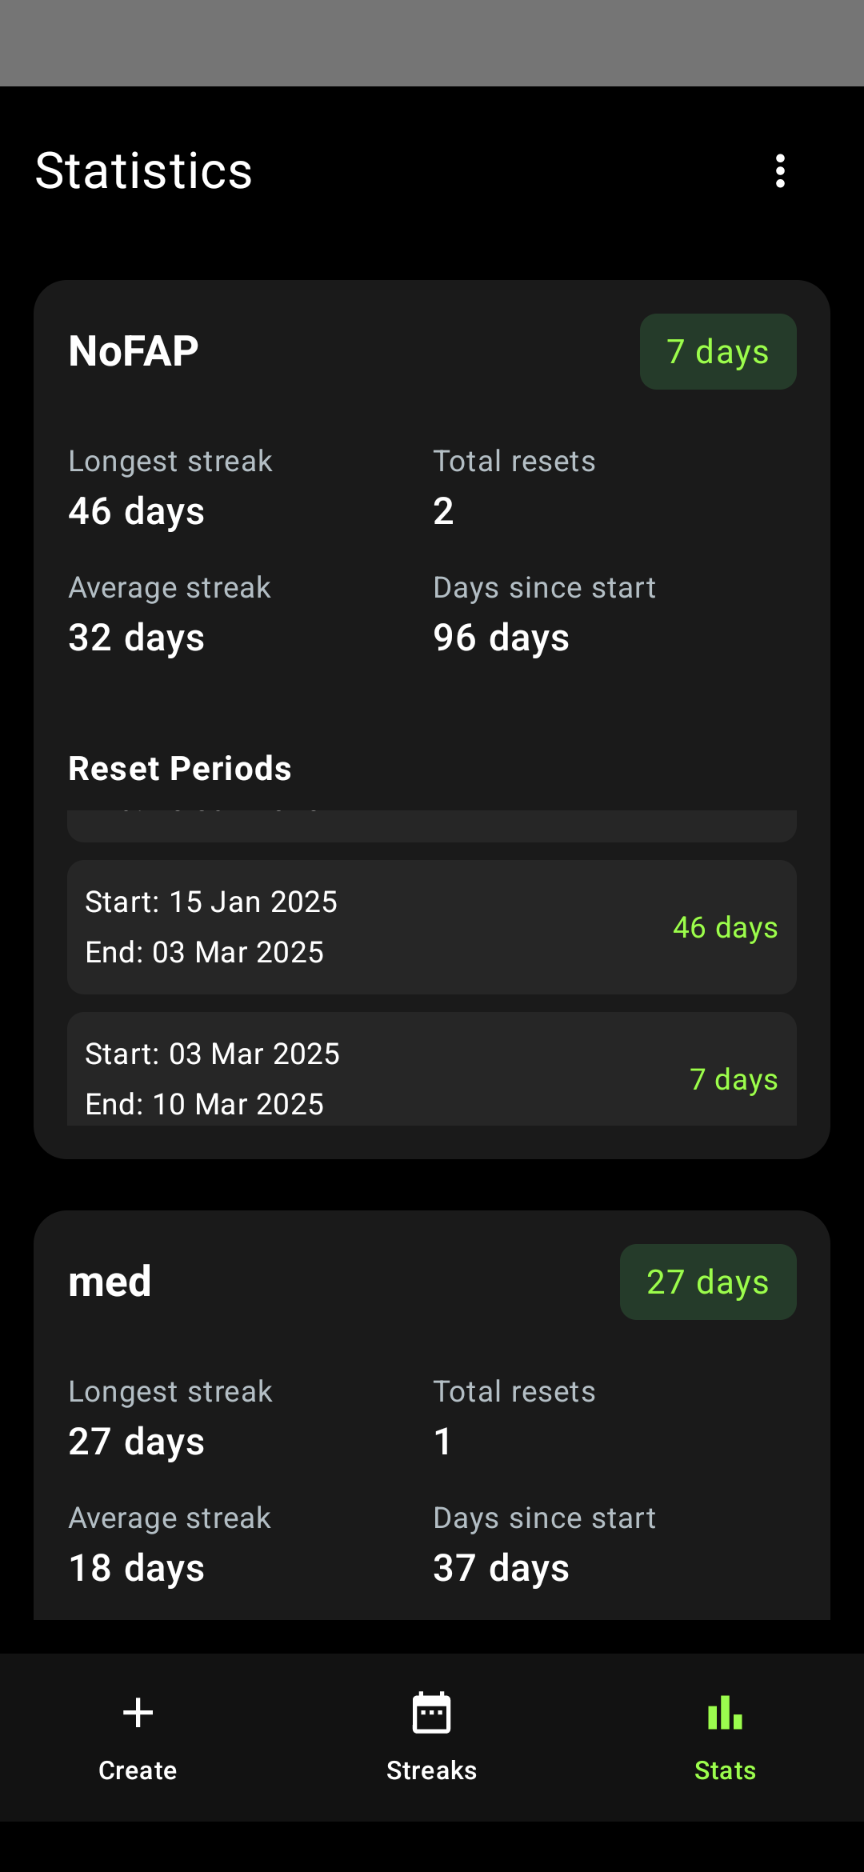 Statistics
NoFAP
7 days
Longest streak
Total resets
46 days
2
Average streak
Days since start
32 days
96 days
Reset Periods
Start: 15 Jan 2025
46 days
End: 03 Mar 2025
Start: 03 Mar 2025
7 days
End: 10 Mar 2025
med
27 days
Longest streak
Total resets
27 days
1
Average streak
Days since start
18 days
37 days
Create
Streaks
Stats